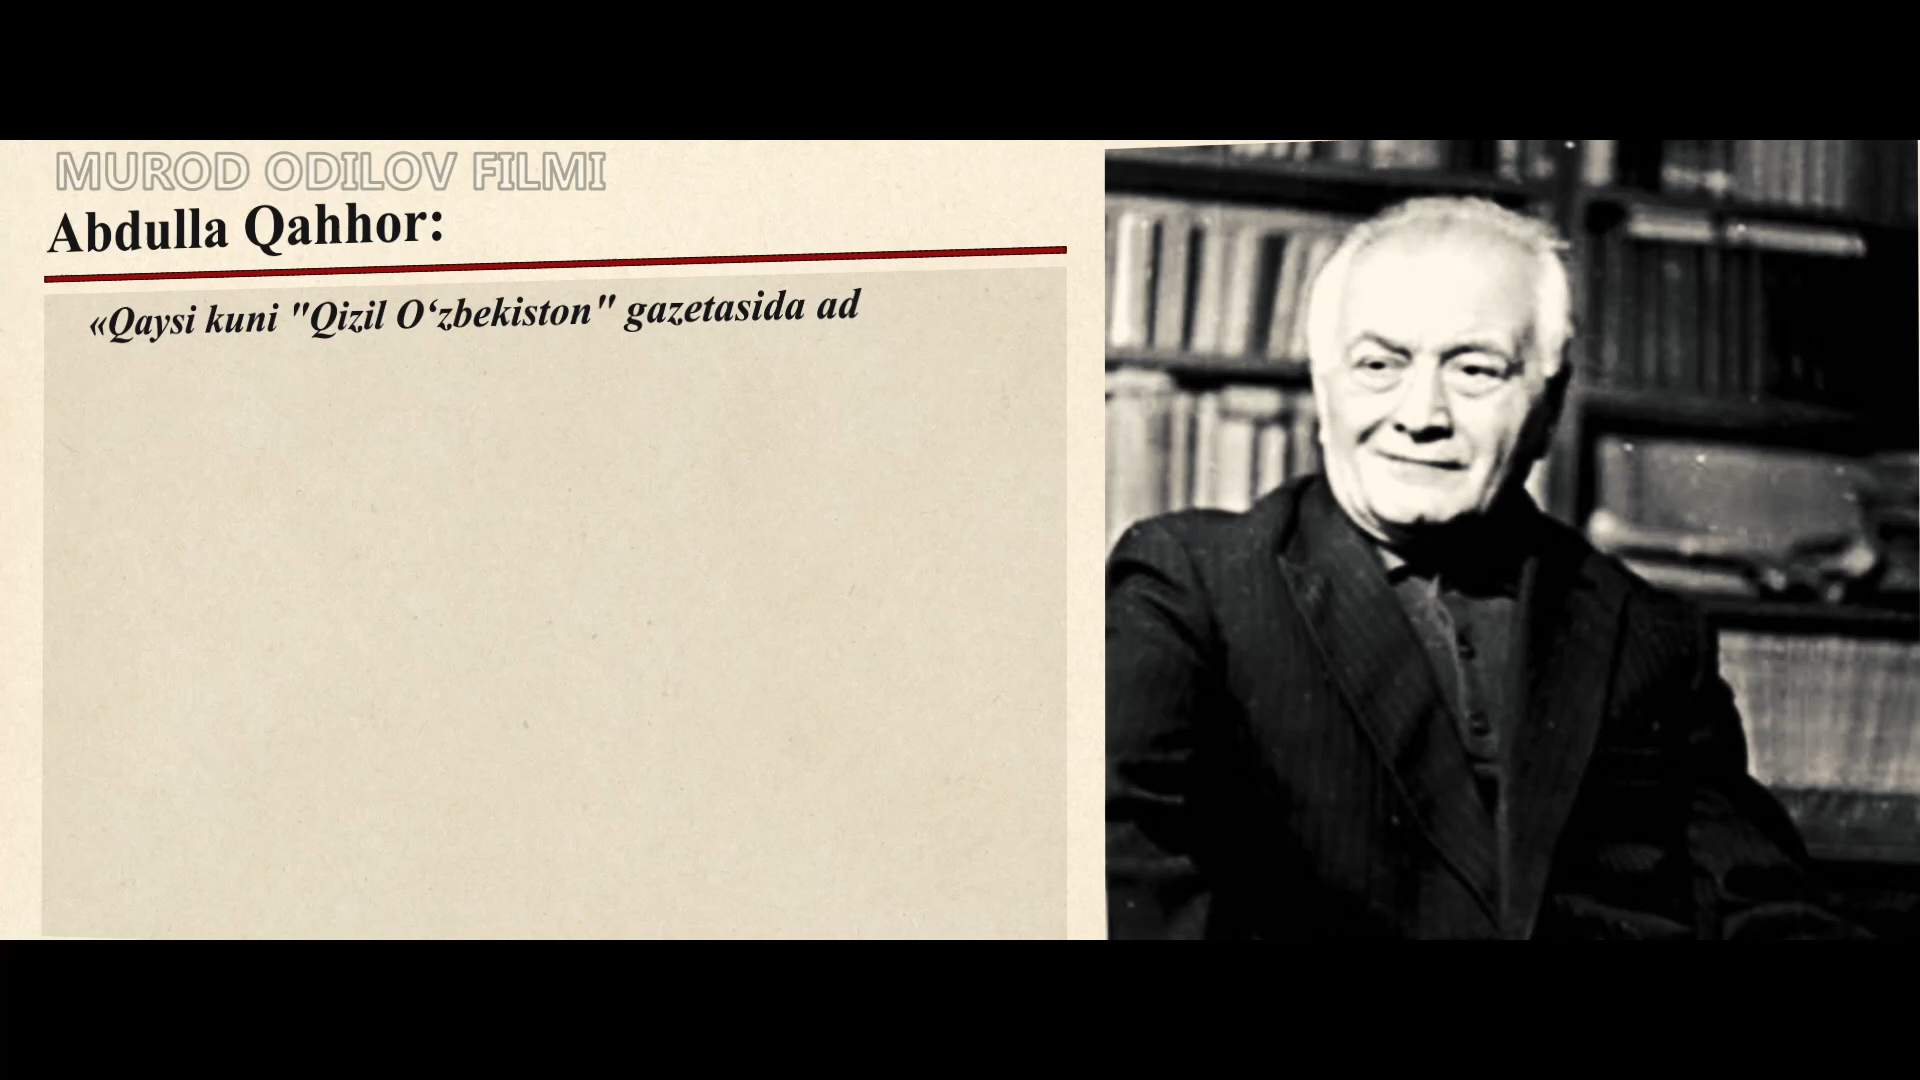 MUROD ODILOV FILMI
Abdulla Qahhor:
«Qaysi kuni "Qizil O‘zbekiston" gazetasida ad